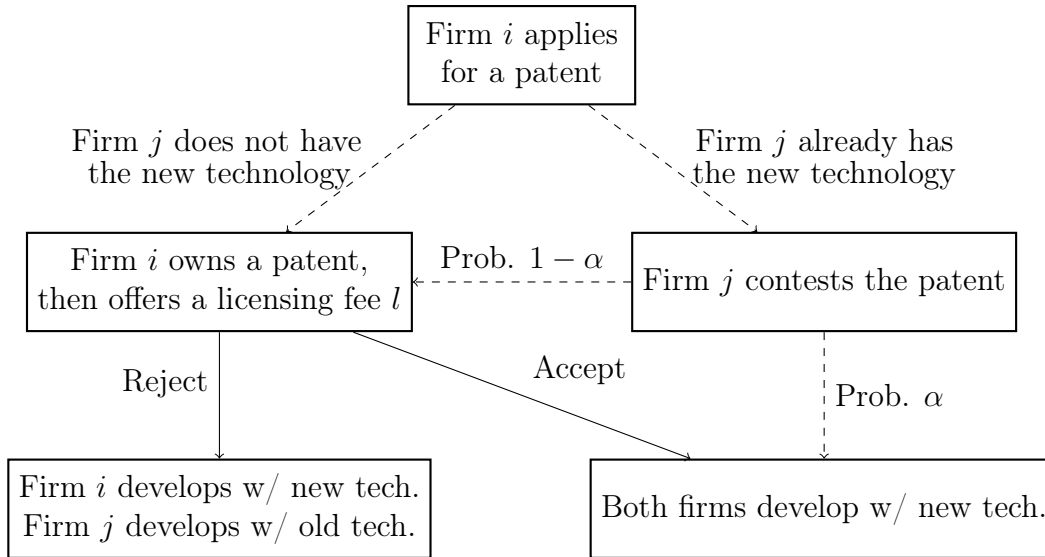 Firm i applies
for a patent
Firm j does not have
the new technology
Firm j already has
the new technology
Firm i owns a patent,
then offers a licensing fee l
Prob. 1 − α
Firm j contests the patent
Reject
Accept
Prob. α
Firm i develops w/ new tech.
Firm j develops w/ old tech.
Both firms develop w/ new tech.